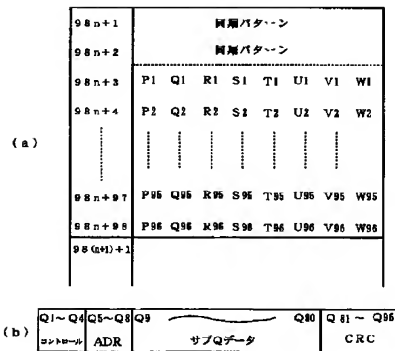 98n+1 同期パターン
98n+2 同期パターン
98n+3 P1 Q1 R1 S1 T1 U1 V1 W1
98n+4 P2 Q2 R2 S2 T2 U2 V2 W2
(a)
98n+97 P95 Q95 R95 S95 T95 U95 V95 W95
98n+98 P96 Q96 R96 S96 T96 U96 V96 W96
98(n+1)+1
Q1~Q4 Q5~Q8 Q9 Q80 Q81~Q96
(b) コントロール ADR サブQデータ CRC